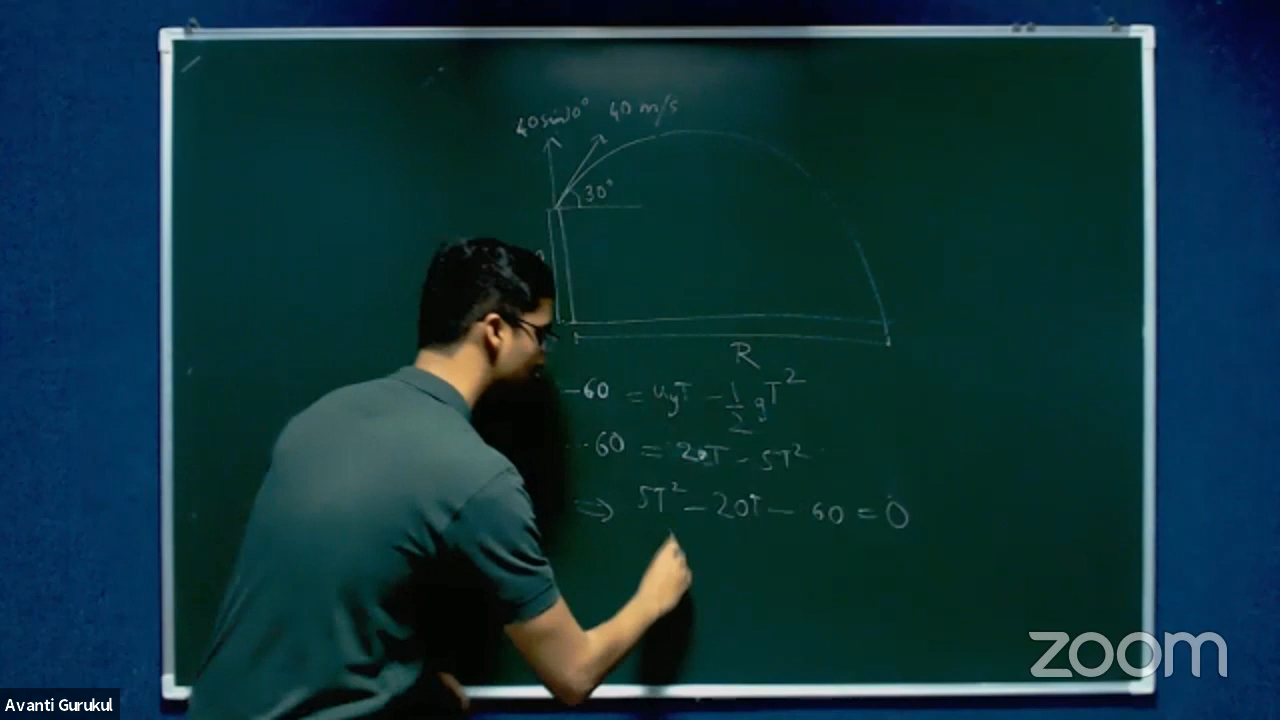 40sin30° 40 m/s
30°
R
-60 = uyT - 1/2 gT²
-60 = 20T - 5T²
⇒ 5T² - 20T - 60 = 0
zoom
Avanti Gurukul